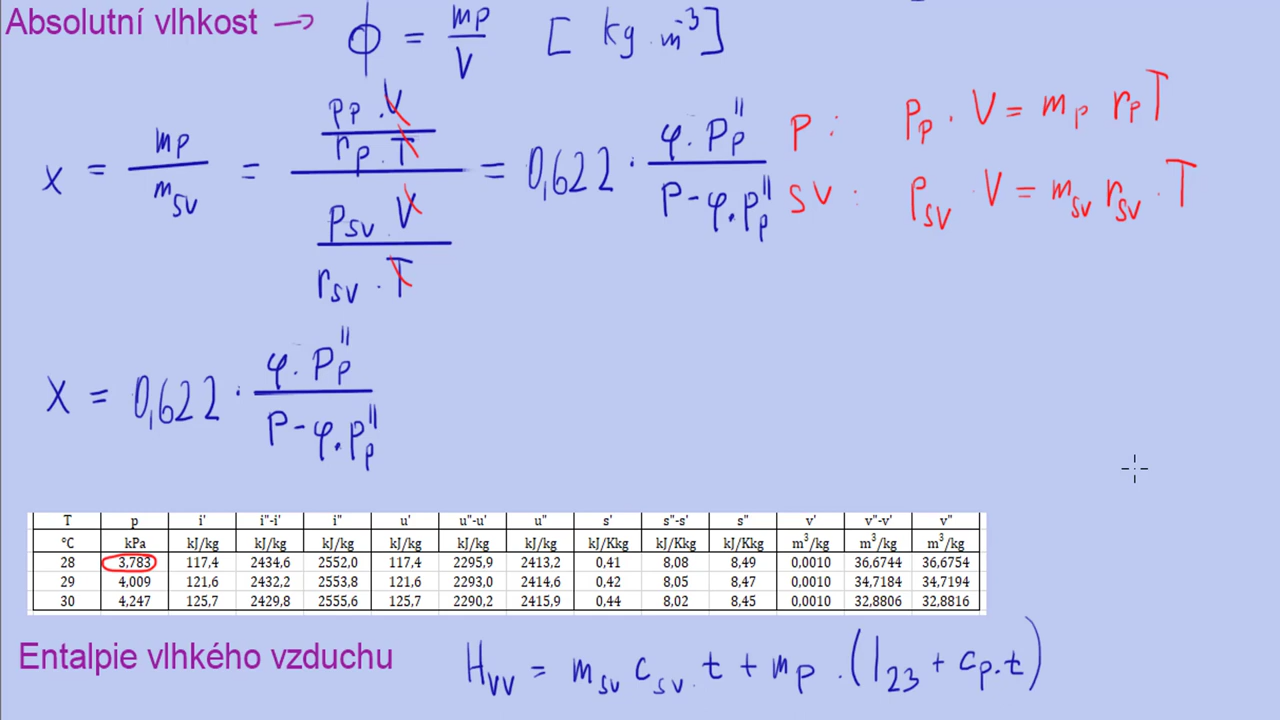 Absolutní vlhkost → ϕ = mp/V [kg·m⁻³]
x = mp/mSV = (pp·V / rp·T) / (pSV·V / rSV·T) = 0,622 · φ·Pp" / (P-φ·Pp")
P: Pp·V = mp rpT
SV: PSV·V = mSV rSV·T
X = 0,622 · φ·Pp" / (P-φ·Pp")
T p i' i"-i' i" u' u"-u' u" s' s"-s' s" v' v"-v' v"
°C kPa kJ/kg kJ/kg kJ/kg kJ/kg kJ/kg kJ/kg kJ/Kkg kJ/Kkg kJ/Kkg m³/kg m³/kg m³/kg
28 3,783 117,4 2434,6 2552,0 117,4 2295,9 2413,2 0,41 8,08 8,49 0,0010 36,6744 36,6754
29 4,009 121,6 2432,2 2553,8 121,6 2293,0 2414,6 0,42 8,05 8,47 0,0010 34,7184 34,7194
30 4,247 125,7 2429,8 2555,6 125,7 2290,2 2415,9 0,44 8,02 8,45 0,0010 32,8806 32,8816
Entalpie vlhkého vzduchu HVV = mSV cSV·t + mp·(l23 + cp·t)